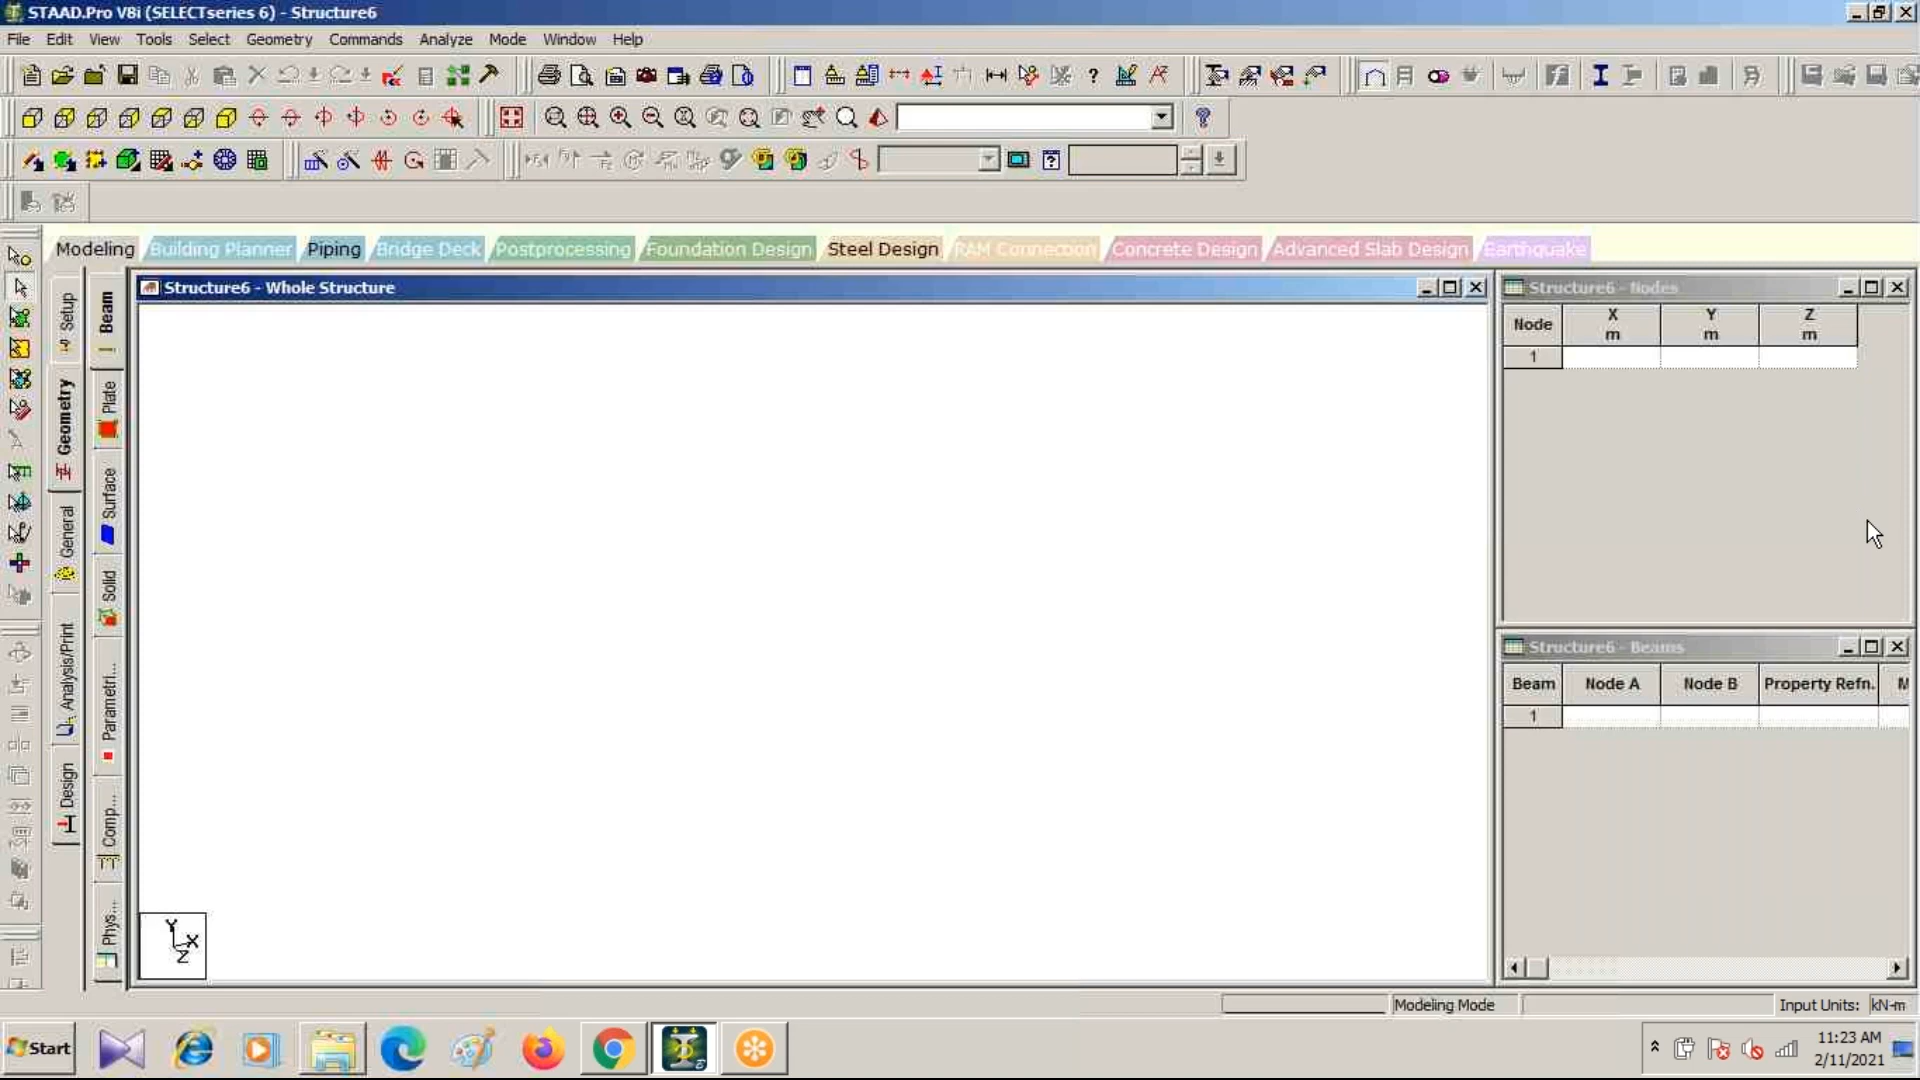 STAAD.Pro V8i (SELECTseries 6) - Structure6
File Edit View Tools Select Geometry Commands Analyze Mode Window Help
Modeling Building Planner Piping Bridge Deck Postprocessing Foundation Design Steel Design RAM Connection Concrete Design Advanced Slab Design Earthquake
Setup
Geometry
General
Analysis/Print
Design
Beam
Plate
Surface
Solid
Parametri...
Comp...
Phys...
Structure6 - Whole Structure
Y
X
Z
Structure6 - Nodes
Node X m Y m Z m
1
Structure6 - Beams
Beam Node A Node B Property Refn. M
1
Modeling Mode Input Units: kN-m
Start
11:23 AM
2/11/2021